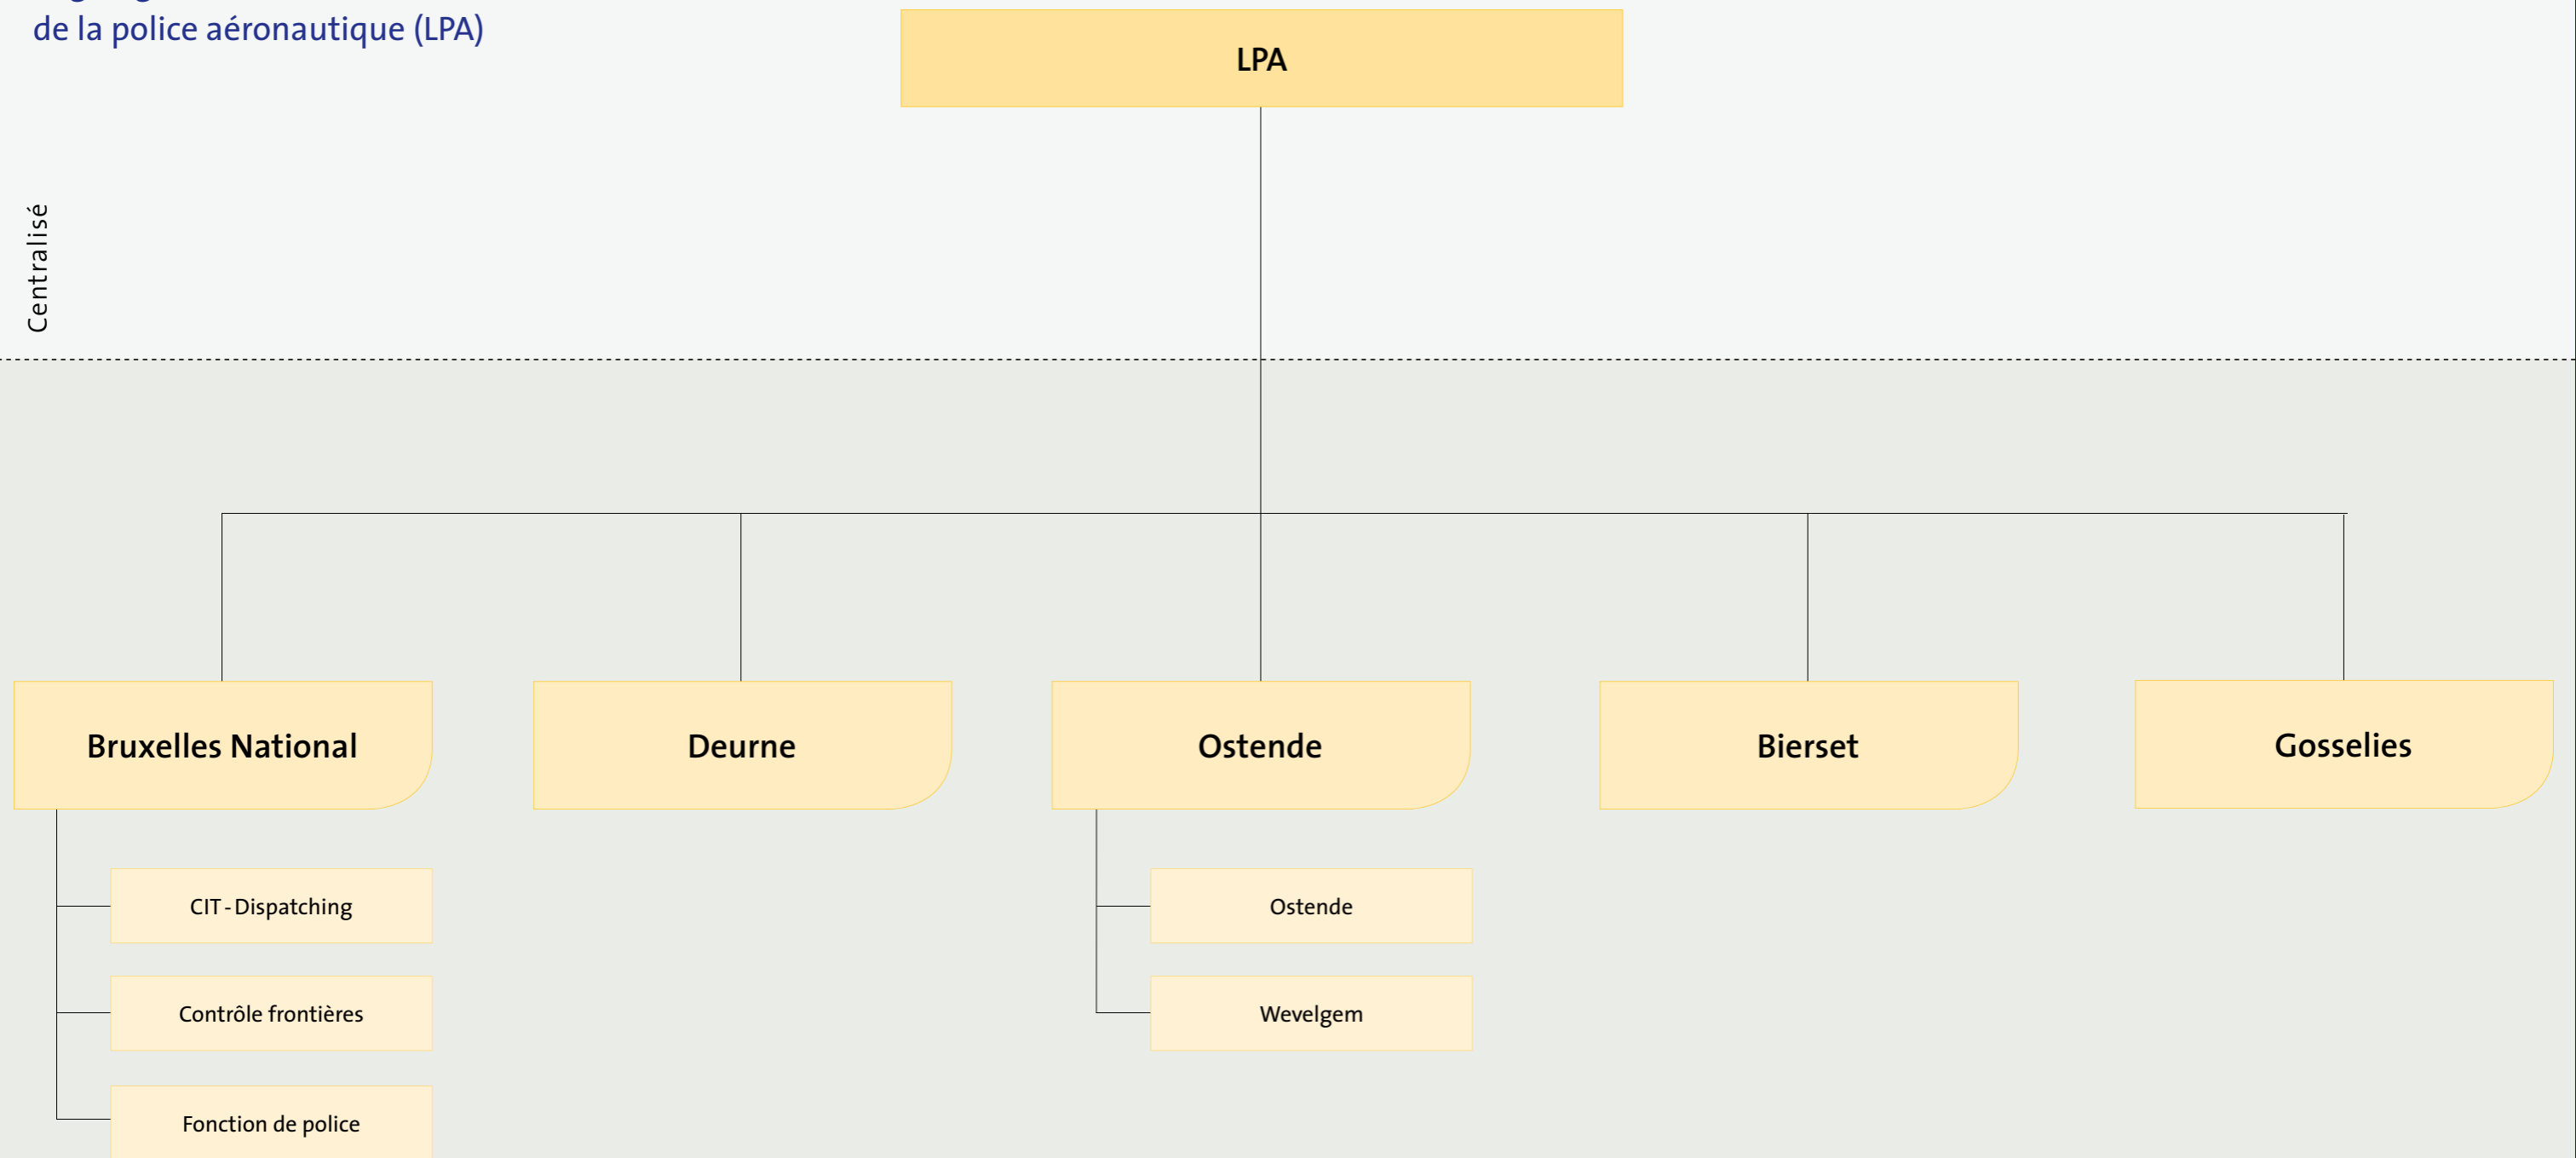 de la police aéronautique (LPA)
LPA
Centralisé
Bruxelles National
Deurne
Ostende
Bierset
Gosselies
CIT - Dispatching
Ostende
Contrôle frontières
Wevelgem
Fonction de police